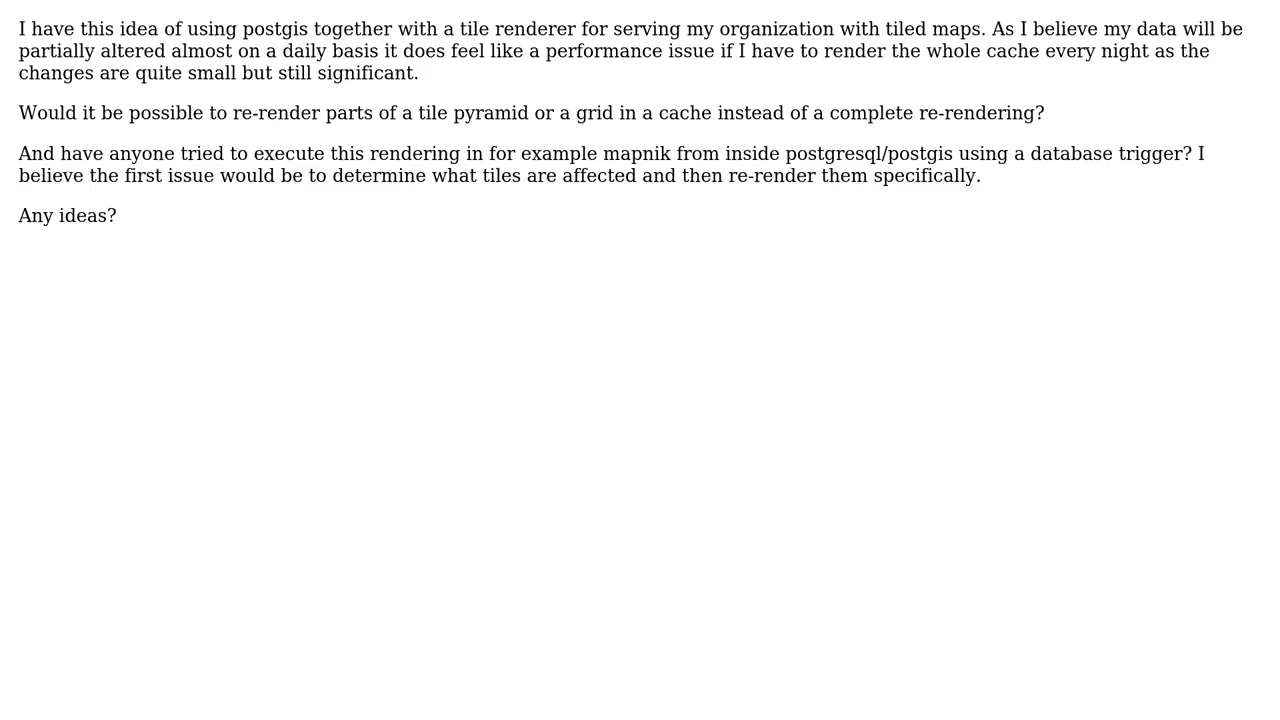 I have this idea of using postgis together with a tile renderer for serving my organization with tiled maps. As I believe my data will be
partially altered almost on a daily basis it does feel like a performance issue if I have to render the whole cache every night as the
changes are quite small but still significant.
Would it be possible to re-render parts of a tile pyramid or a grid in a cache instead of a complete re-rendering?
And have anyone tried to execute this rendering in for example mapnik from inside postgresql/postgis using a database trigger? I
believe the first issue would be to determine what tiles are affected and then re-render them specifically.
Any ideas?